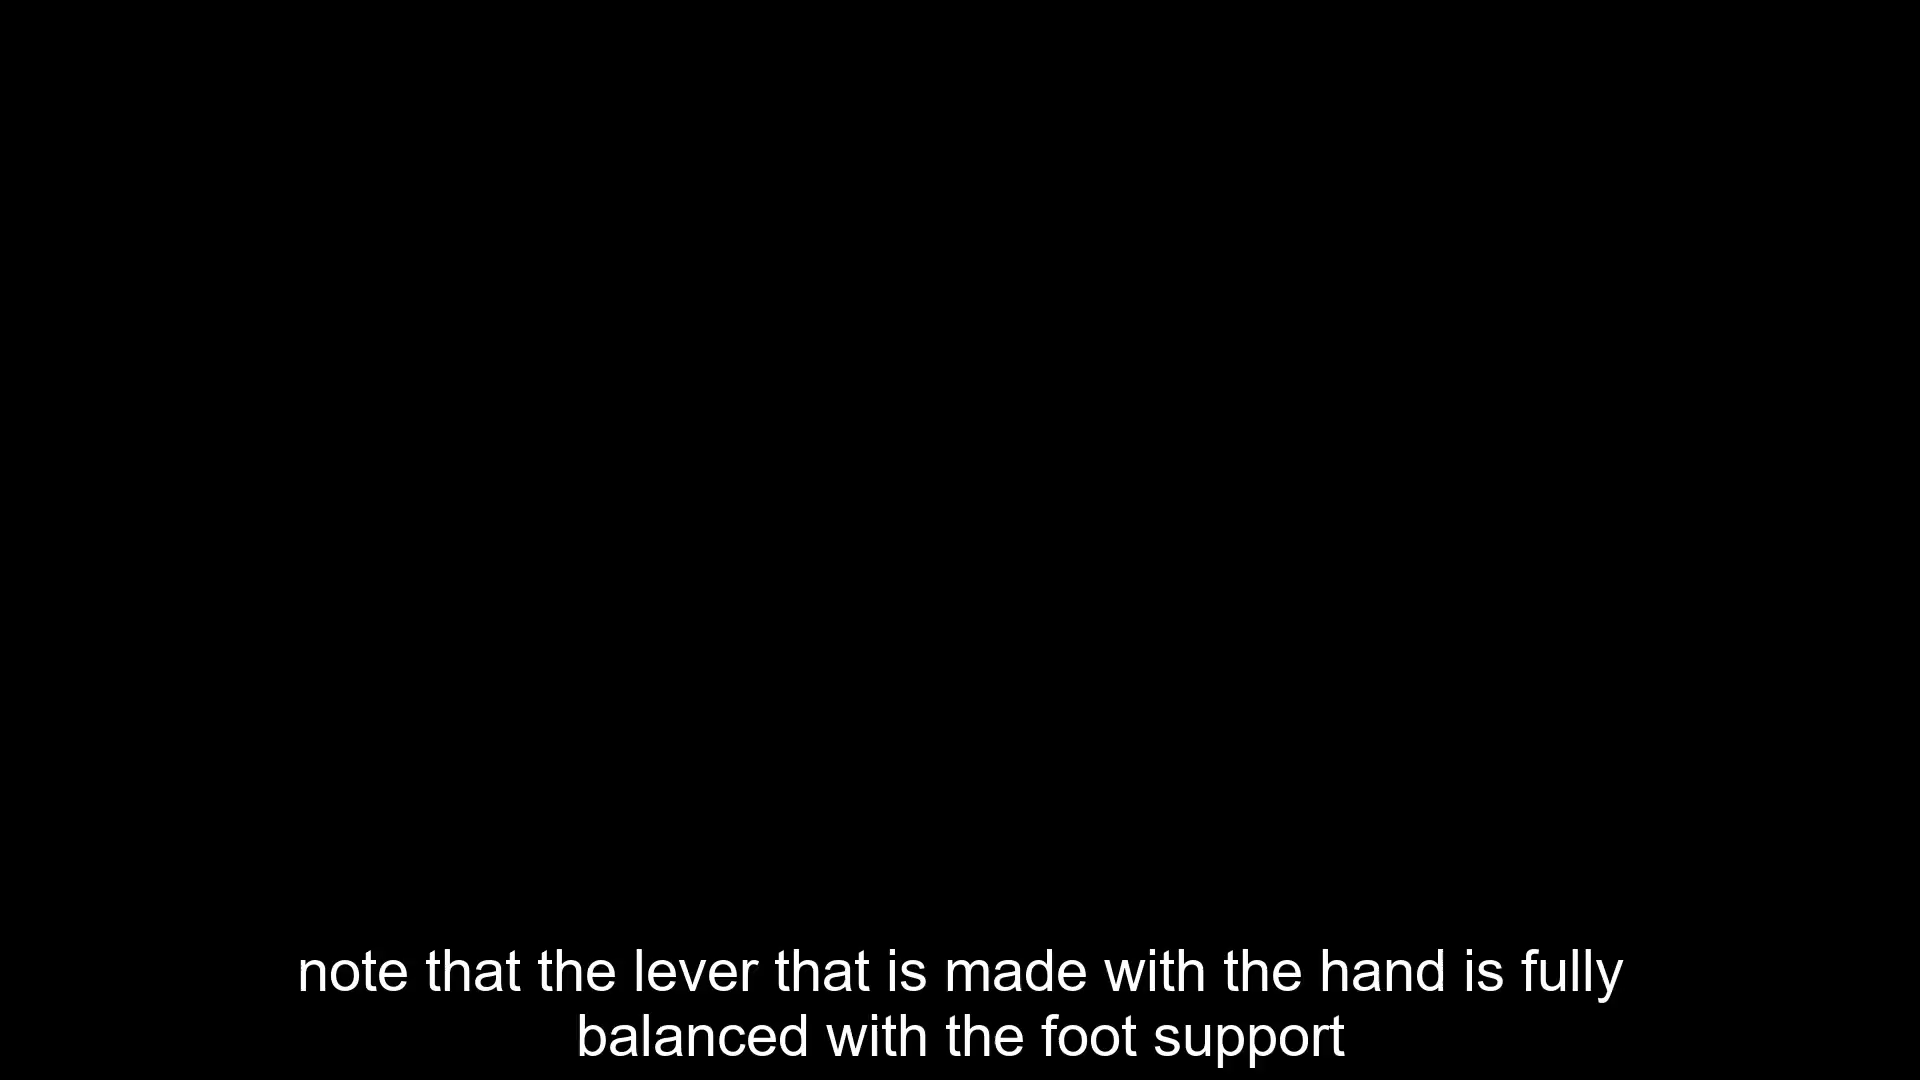 note that the lever that is made with the hand is fully
balanced with the foot support